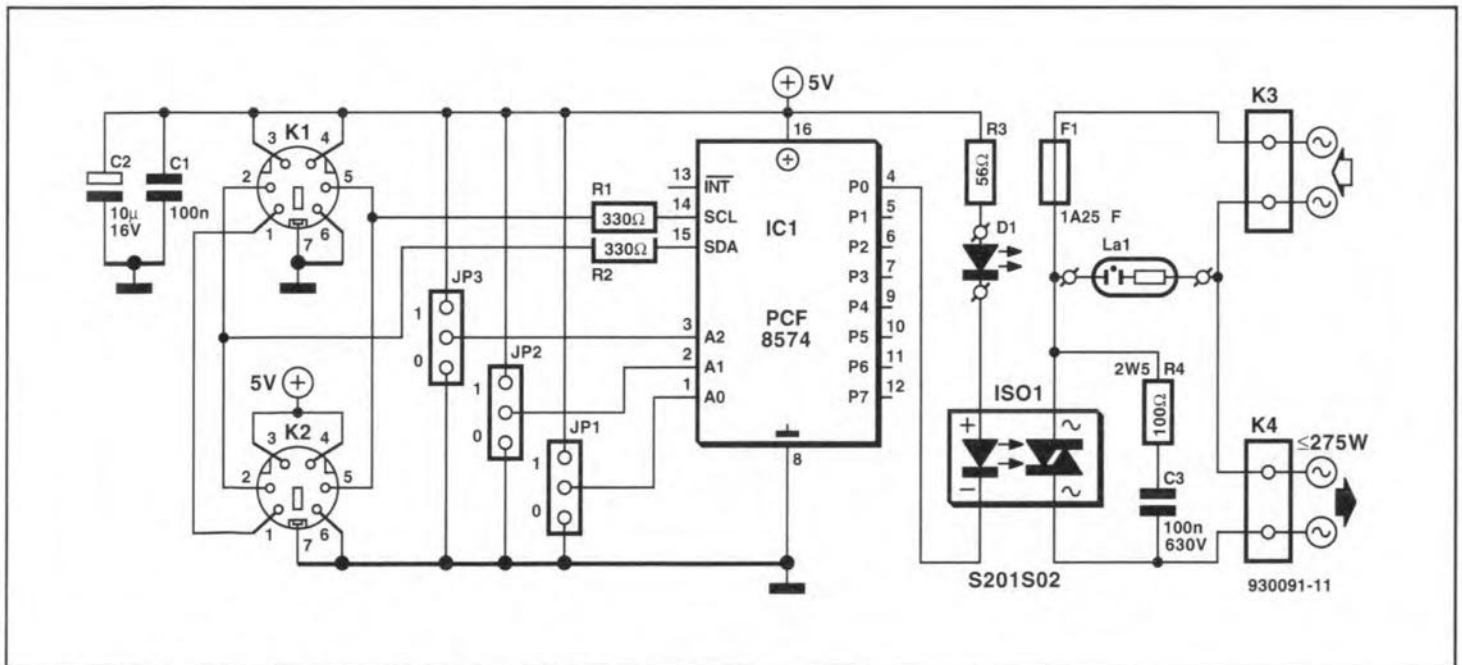 5V
K1
3
4
2
5
1
6
7
C2
10µ
16V
C1
100n
R1
330Ω
330Ω
R2
JP3
1
0
JP2
1
0
JP1
1
0
5V
K2
3
4
2
5
1
6
7
16
13
INT
14
SCL
15
SDA
IC1
PCF
8574
3
A2
2
A1
1
A0
8
P0
4
P1
5
P2
6
P3
7
P4
9
P5
10
P6
11
P7
12
R3
56Ω
D1
ISO1
+
−
~
~
S201S02
F1
1A25 F
La1
2W5
R4
100Ω
C3
100n
630V
K3
K4
≤275W
930091-11